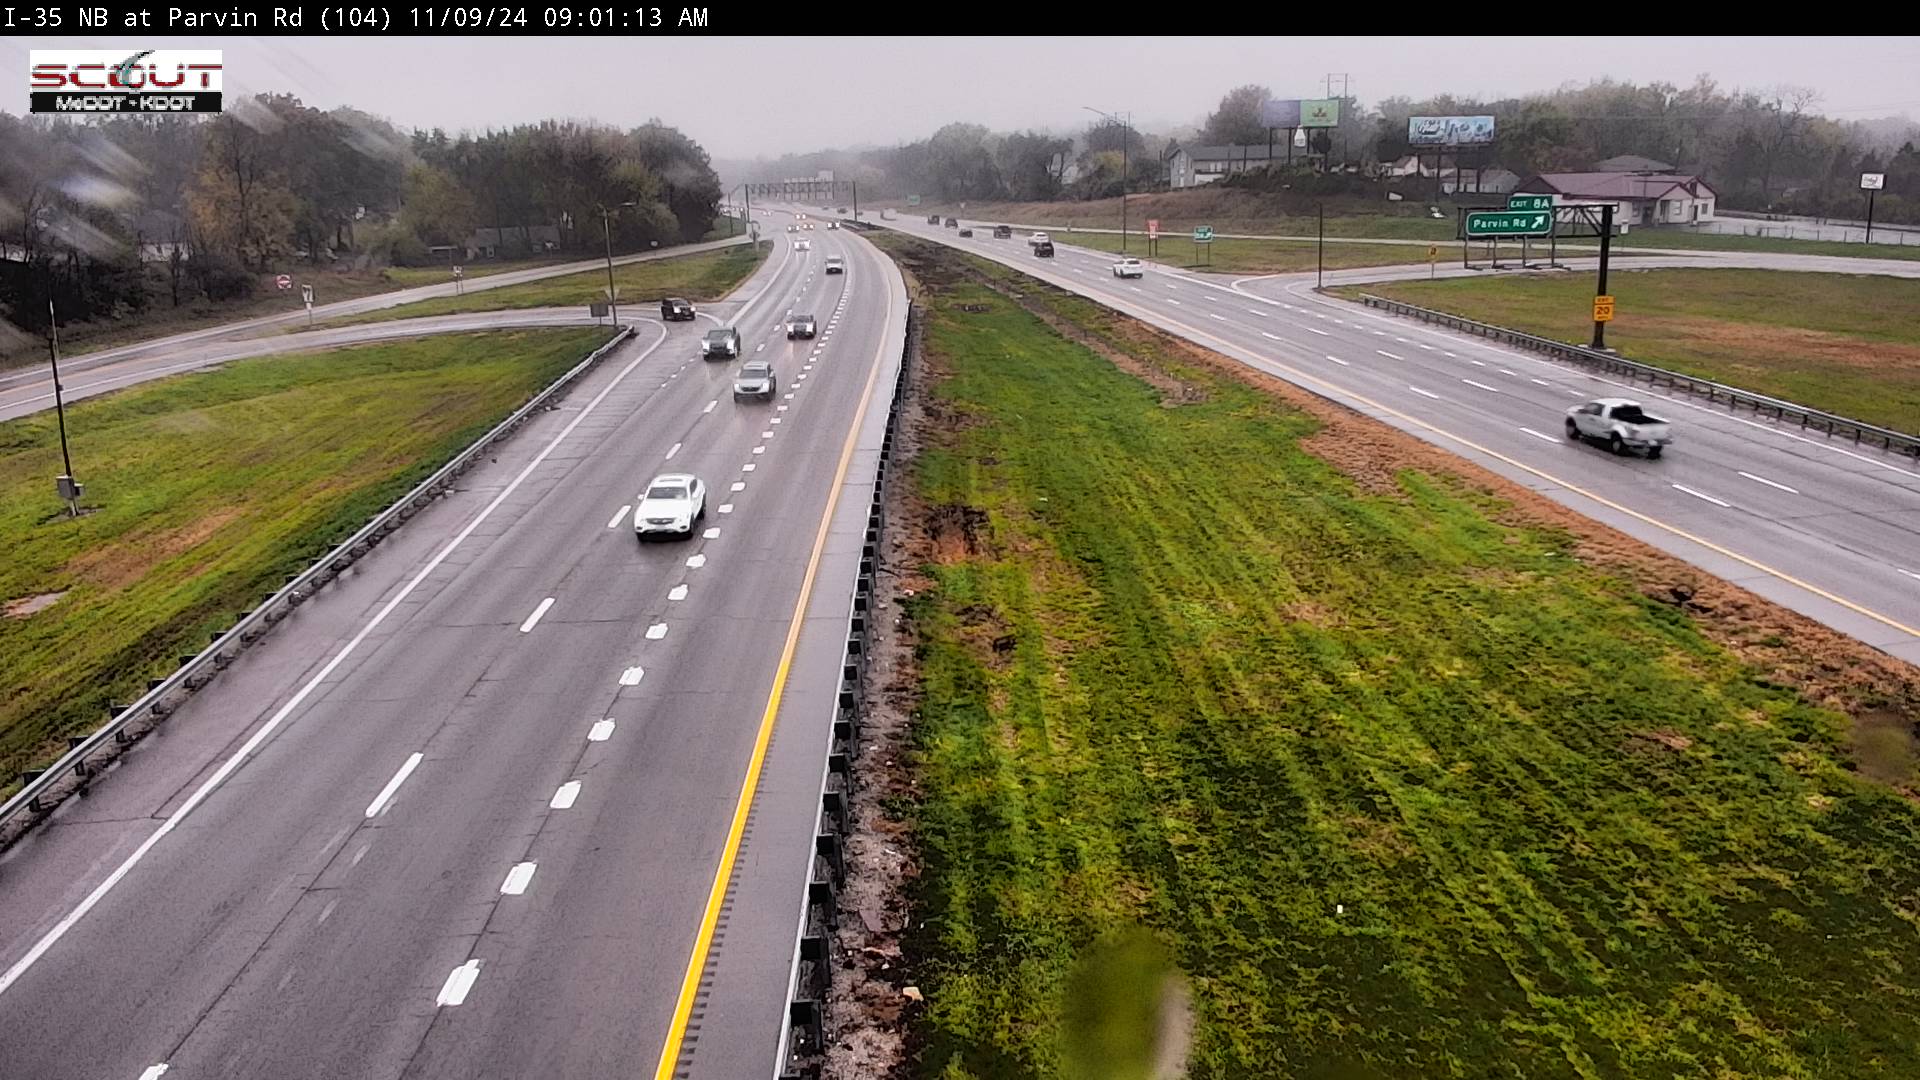 I-35 NB at Parvin Rd (104) 11/09/24 09:01:13 AM
SCOUT
MoDOT - KDOT
EXIT 8A
Parvin Rd
EXIT
20